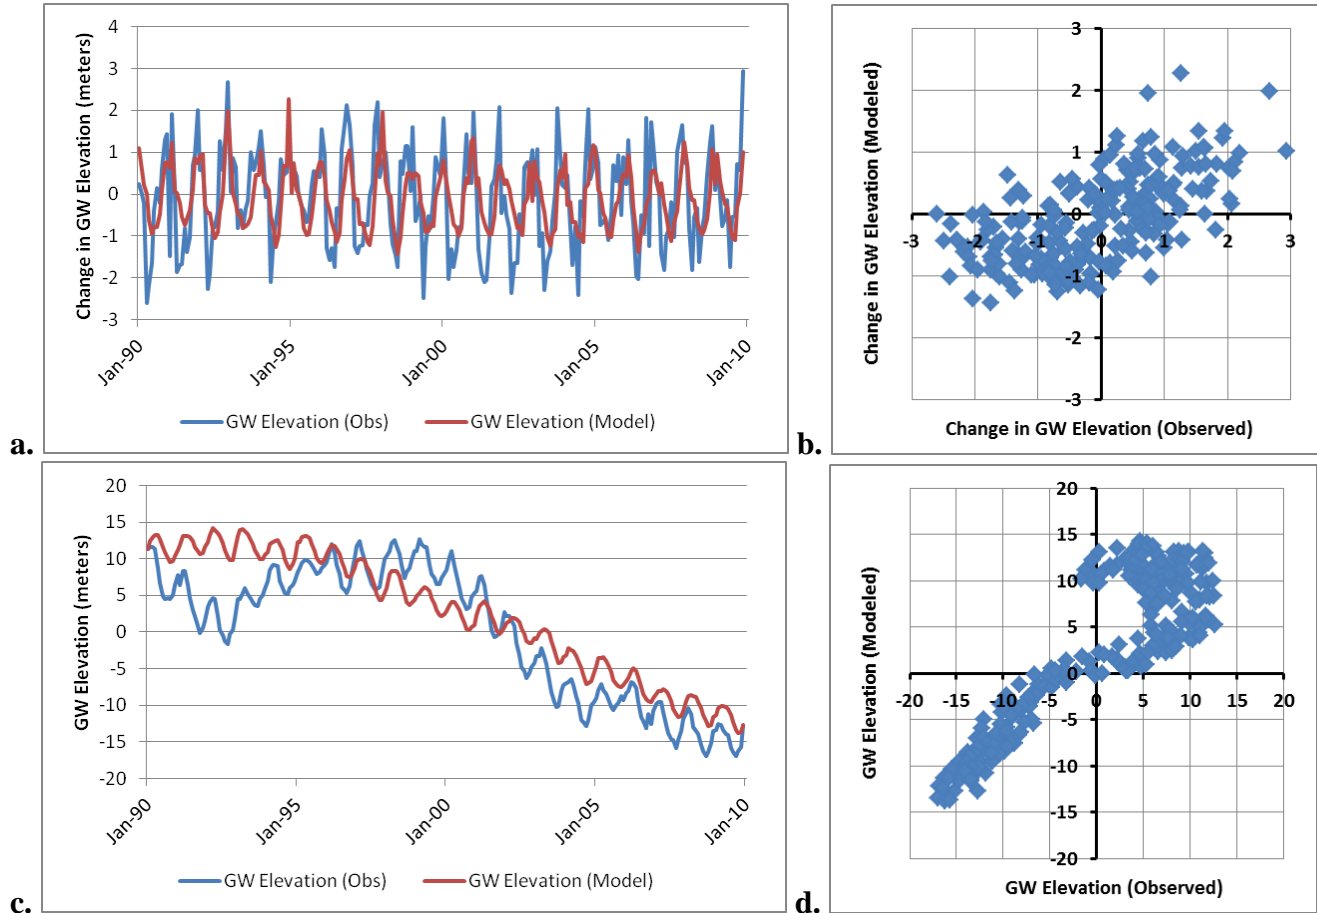 4
3
2
1
0
-1
-2
-3
Change in GW Elevation (meters)
Jan-90
Jan-95
Jan-00
Jan-05
Jan-10
GW Elevation (Obs)
GW Elevation (Model)
a.
3
2
1
0
-1
-2
-3
-3
-2
-1
0
1
2
3
Change in GW Elevation (Modeled)
Change in GW Elevation (Observed)
b.
20
15
10
5
0
-5
-10
-15
-20
GW Elevation (meters)
Jan-90
Jan-95
Jan-00
Jan-05
Jan-10
GW Elevation (Obs)
GW Elevation (Model)
c.
20
15
10
5
0
-5
-10
-15
-20
-20
-15
-10
-5
0
5
10
15
20
GW Elevation (Modeled)
GW Elevation (Observed)
d.